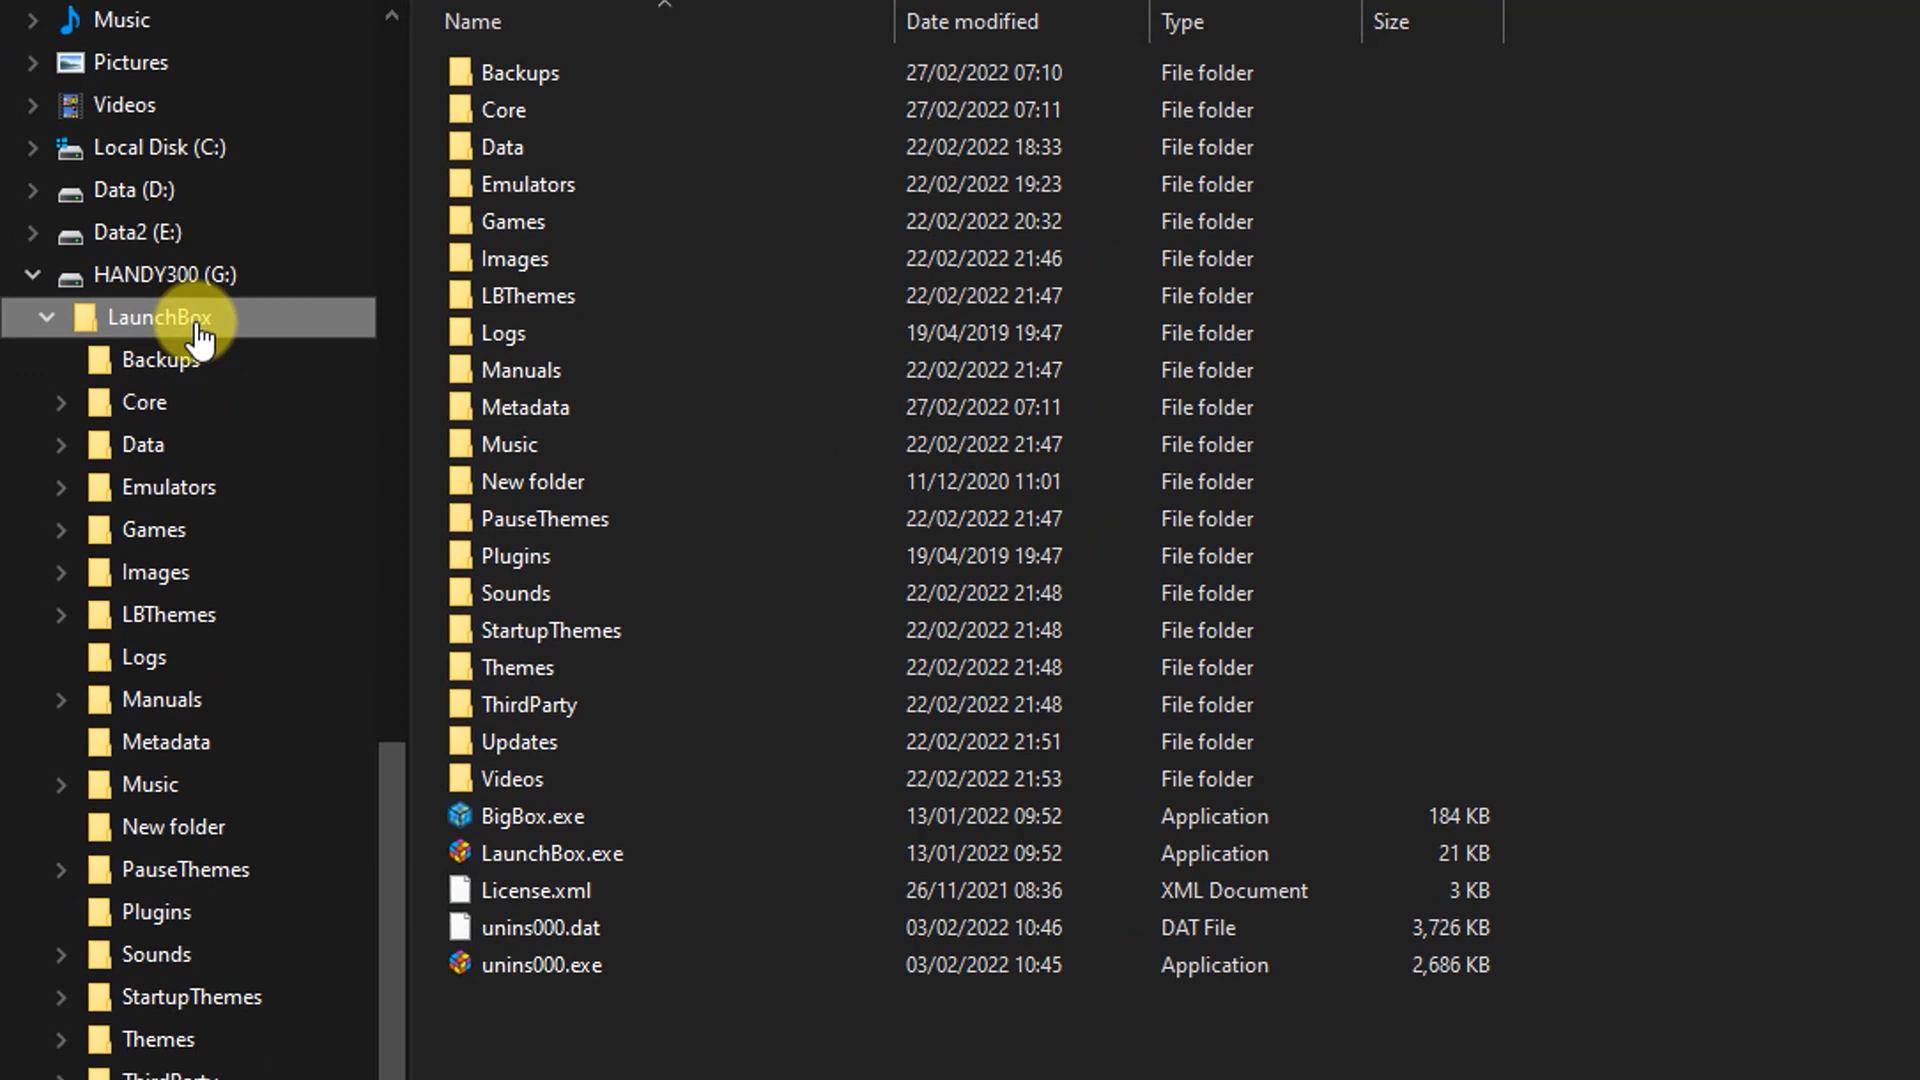 Music
Pictures
Videos
Local Disk (C:)
Data (D:)
Data2 (E:)
HANDY300 (G:)
LaunchBox
Backups
Core
Data
Emulators
Games
Images
LBThemes
Logs
Manuals
Metadata
Music
New folder
PauseThemes
Plugins
Sounds
StartupThemes
Themes
ThirdParty
Name Date modified Type Size
Backups 27/02/2022 07:10 File folder
Core 27/02/2022 07:11 File folder
Data 22/02/2022 18:33 File folder
Emulators 22/02/2022 19:23 File folder
Games 22/02/2022 20:32 File folder
Images 22/02/2022 21:46 File folder
LBThemes 22/02/2022 21:47 File folder
Logs 19/04/2019 19:47 File folder
Manuals 22/02/2022 21:47 File folder
Metadata 27/02/2022 07:11 File folder
Music 22/02/2022 21:47 File folder
New folder 11/12/2020 11:01 File folder
PauseThemes 22/02/2022 21:47 File folder
Plugins 19/04/2019 19:47 File folder
Sounds 22/02/2022 21:48 File folder
StartupThemes 22/02/2022 21:48 File folder
Themes 22/02/2022 21:48 File folder
ThirdParty 22/02/2022 21:48 File folder
Updates 22/02/2022 21:51 File folder
Videos 22/02/2022 21:53 File folder
BigBox.exe 13/01/2022 09:52 Application 184 KB
LaunchBox.exe 13/01/2022 09:52 Application 21 KB
License.xml 26/11/2021 08:36 XML Document 3 KB
unins000.dat 03/02/2022 10:46 DAT File 3,726 KB
unins000.exe 03/02/2022 10:45 Application 2,686 KB